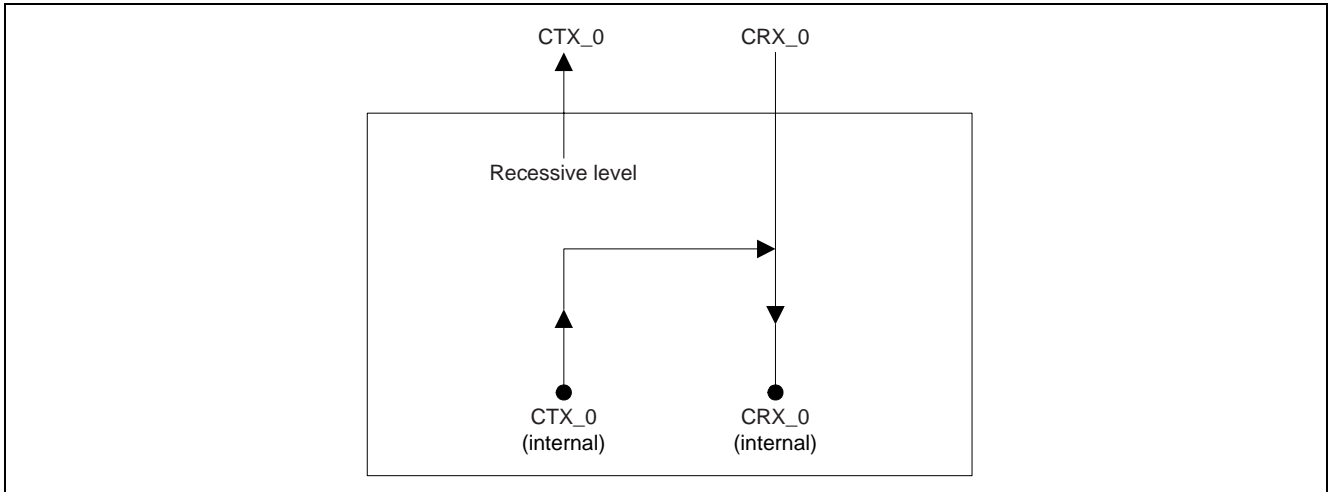 CTX_0 CRX_0
Recessive level
CTX_0 CRX_0
(internal) (internal)